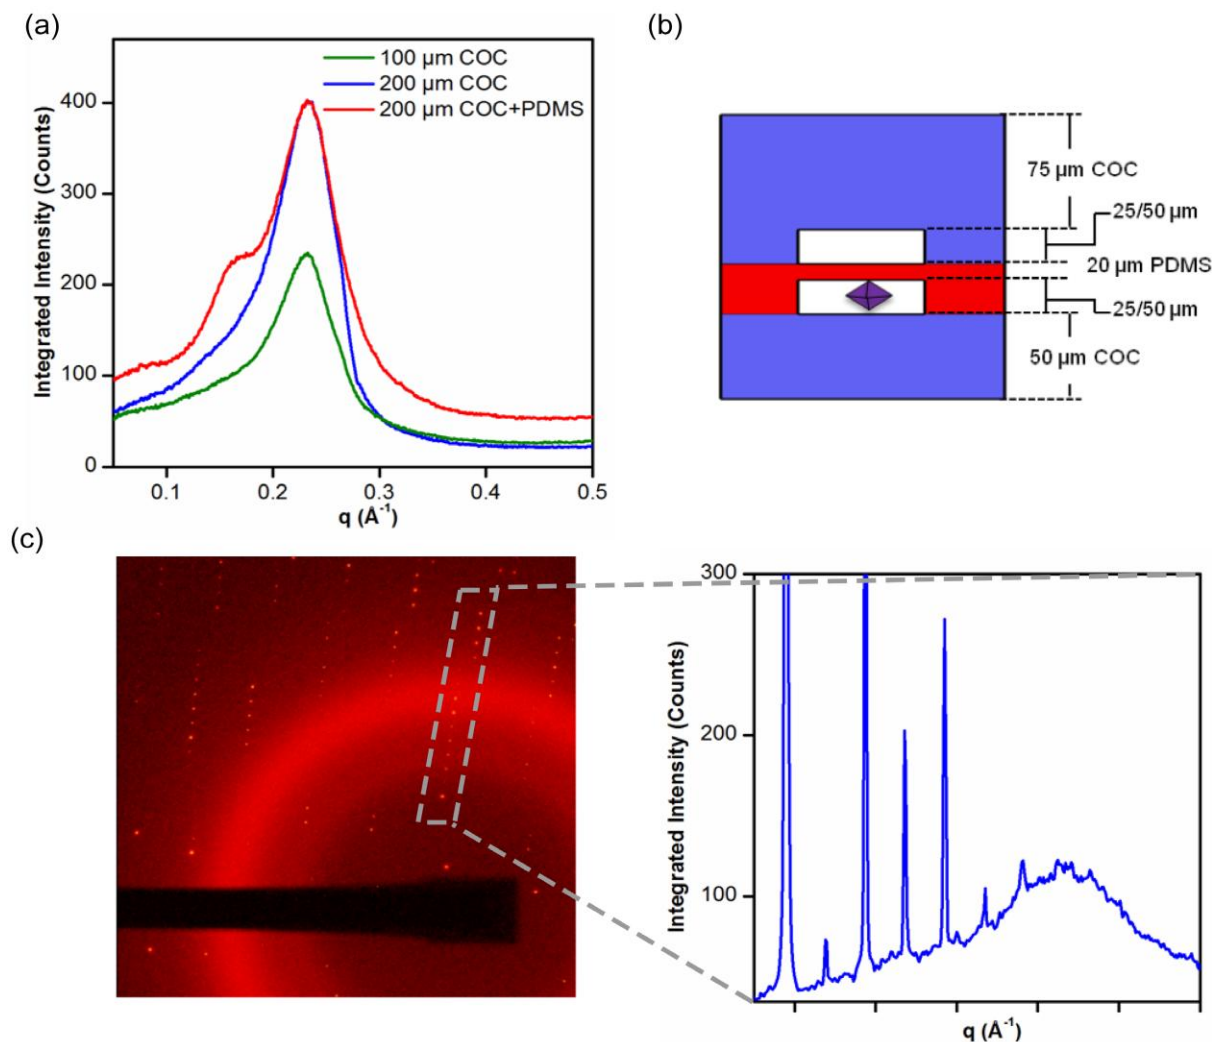 (a)
Integrated Intensity (Counts)
400
300
200
100
0
100 µm COC
200 µm COC
200 µm COC+PDMS
0.1 0.2 0.3 0.4 0.5
q (Å⁻¹)
(b)
75 µm COC
25/50 µm
20 µm PDMS
25/50 µm
50 µm COC
(c)
Integrated Intensity (Counts)
300
200
100
q (Å⁻¹)